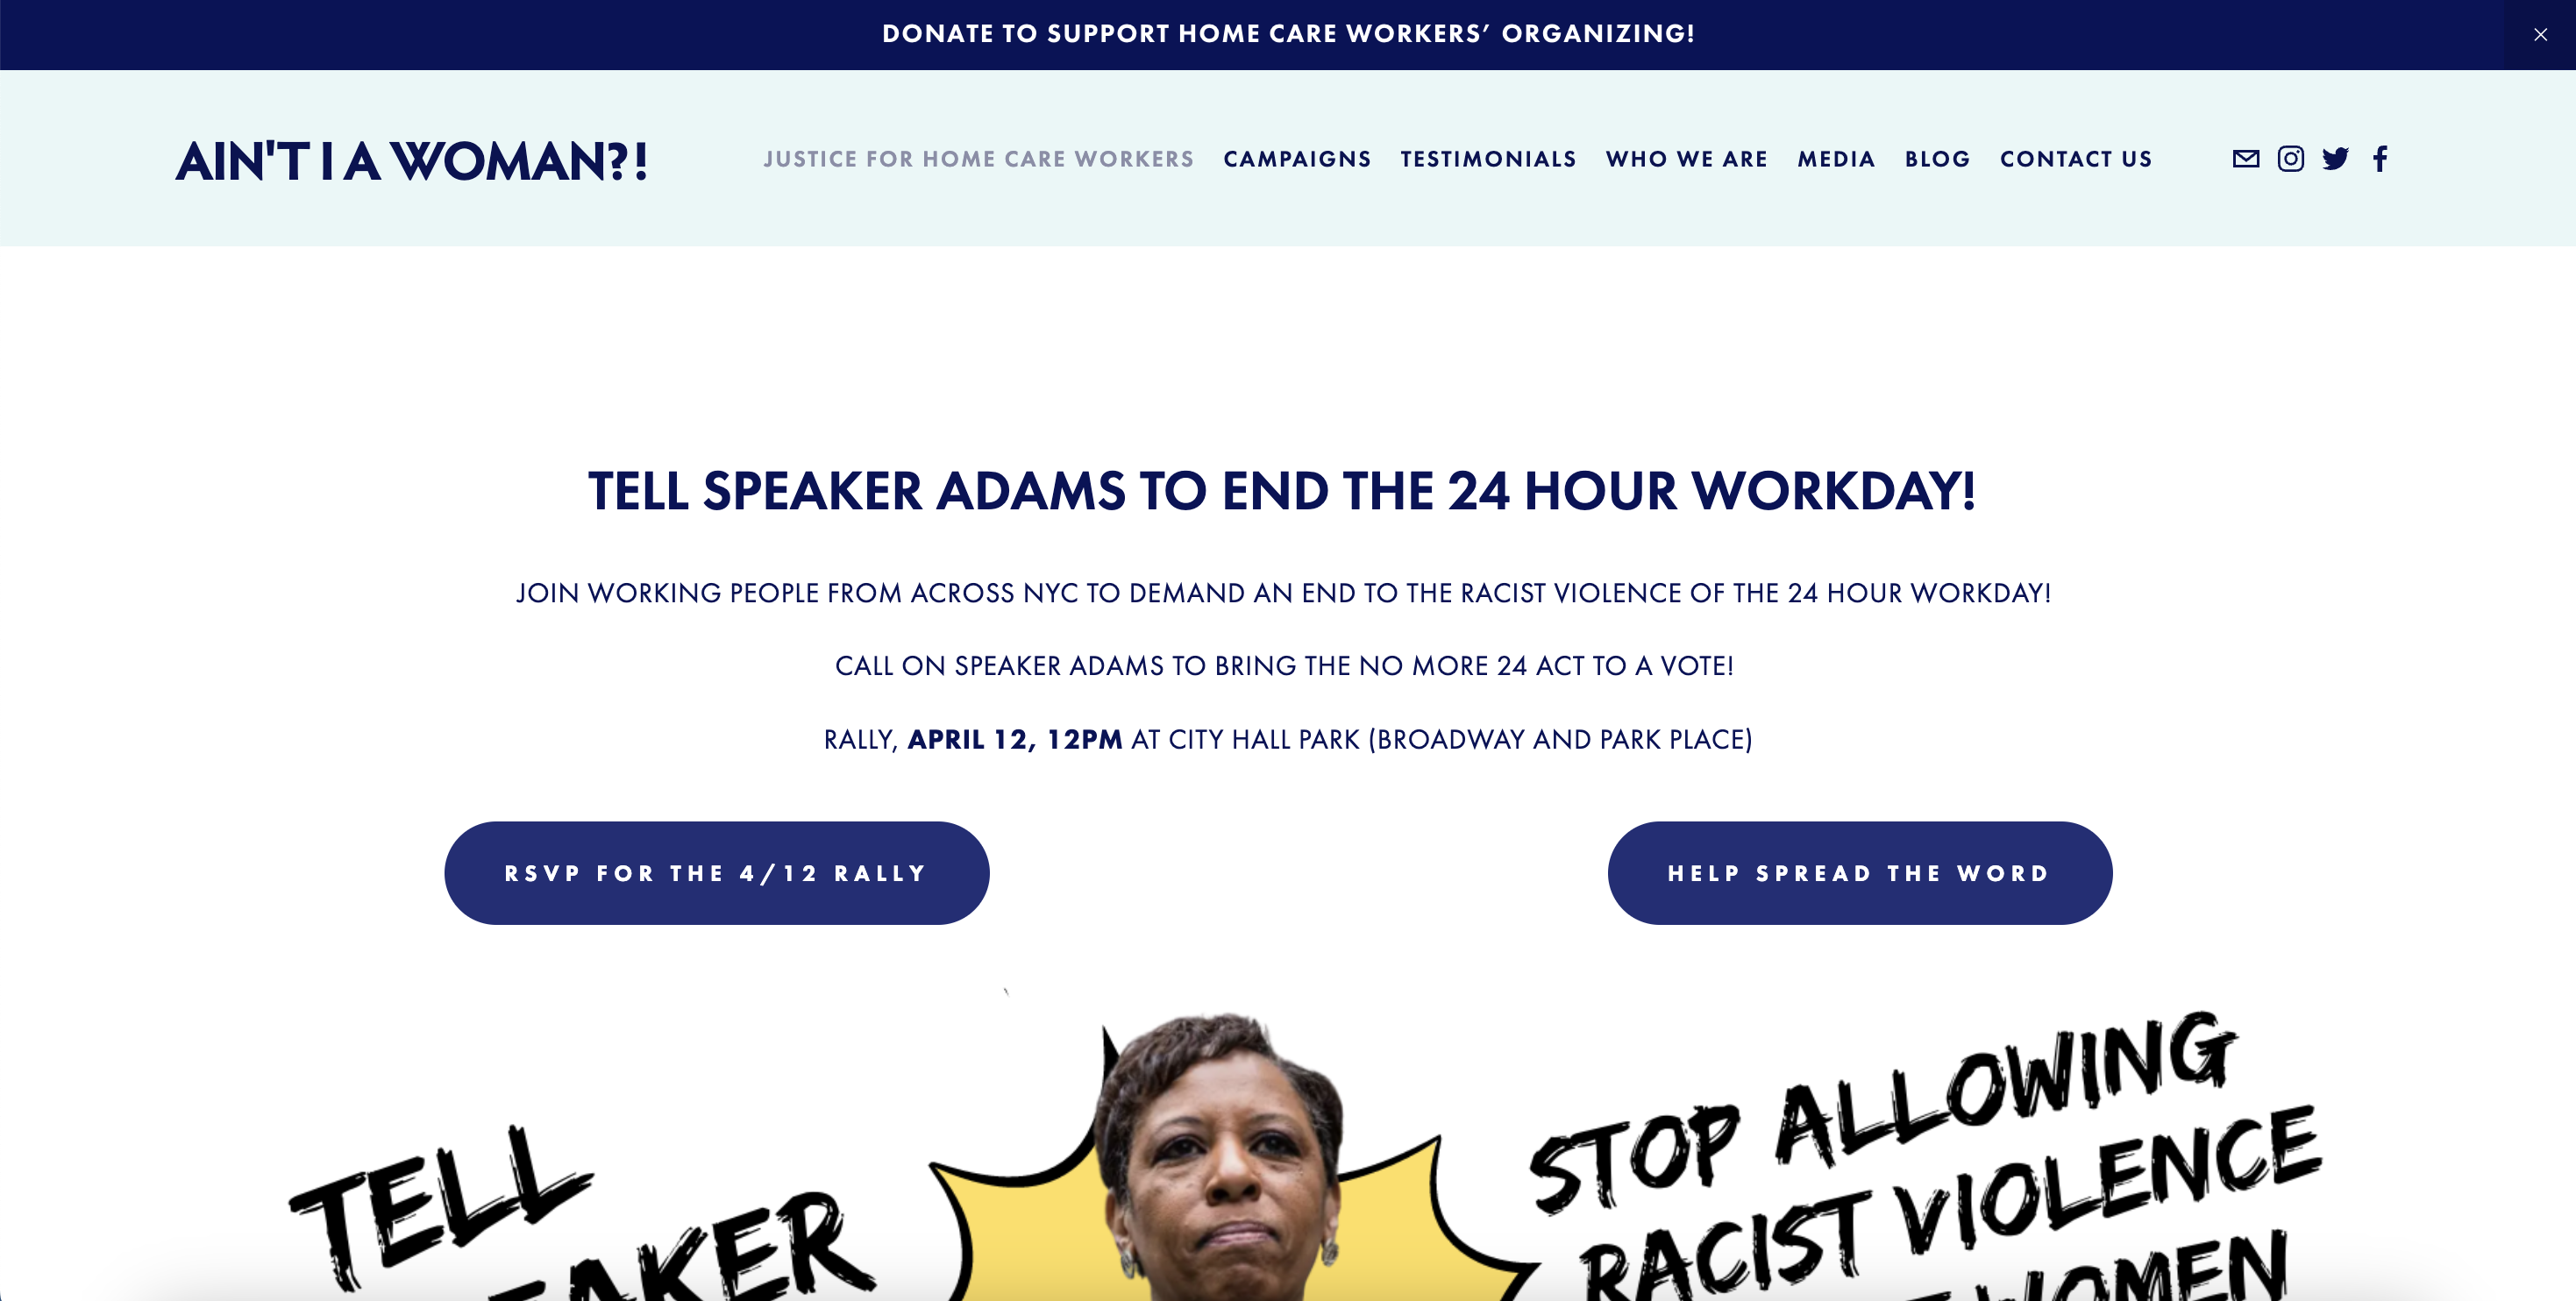 DONATE TO SUPPORT HOME CARE WORKERS’ ORGANIZING!
AIN'T I A WOMAN?!
JUSTICE FOR HOME CARE WORKERS CAMPAIGNS TESTIMONIALS WHO WE ARE MEDIA BLOG CONTACT US
TELL SPEAKER ADAMS TO END THE 24 HOUR WORKDAY!
JOIN WORKING PEOPLE FROM ACROSS NYC TO DEMAND AN END TO THE RACIST VIOLENCE OF THE 24 HOUR WORKDAY!
CALL ON SPEAKER ADAMS TO BRING THE NO MORE 24 ACT TO A VOTE!
RALLY, APRIL 12, 12PM AT CITY HALL PARK (BROADWAY AND PARK PLACE)
RSVP FOR THE 4/12 RALLY
HELP SPREAD THE WORD
TELL
STOP ALLOWING
RACIST VIOLENCE
WOMEN